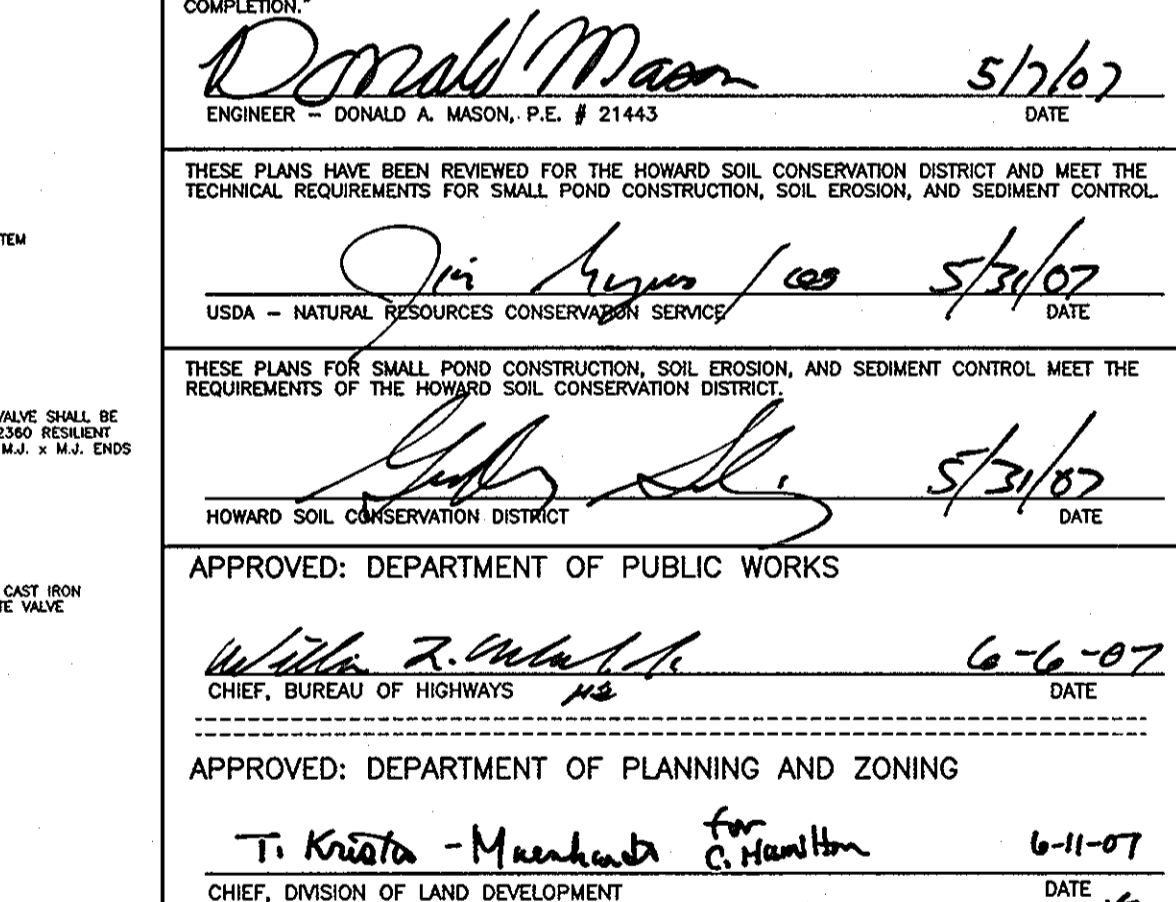 COMPLETION."
Donald Mason 5/7/07
ENGINEER – DONALD A. MASON, P.E. # 21443 DATE
THESE PLANS HAVE BEEN REVIEWED FOR THE HOWARD SOIL CONSERVATION DISTRICT AND MEET THE
TECHNICAL REQUIREMENTS FOR SMALL POND CONSTRUCTION, SOIL EROSION, AND SEDIMENT CONTROL.
TEM
Jim 5/31/07
USDA – NATURAL RESOURCES CONSERVATION SERVICE DATE
THESE PLANS FOR SMALL POND CONSTRUCTION, SOIL EROSION, AND SEDIMENT CONTROL MEET THE
REQUIREMENTS OF THE HOWARD SOIL CONSERVATION DISTRICT.
VALVE SHALL BE
2360 RESILIENT
M.J. x M.J. ENDS
5/31/07
HOWARD SOIL CONSERVATION DISTRICT DATE
APPROVED: DEPARTMENT OF PUBLIC WORKS
CAST IRON
TE VALVE
6-6-07
CHIEF, BUREAU OF HIGHWAYS DATE
APPROVED: DEPARTMENT OF PLANNING AND ZONING
for
T. C. Hamilton 6-11-07
CHIEF, DIVISION OF LAND DEVELOPMENT DATE